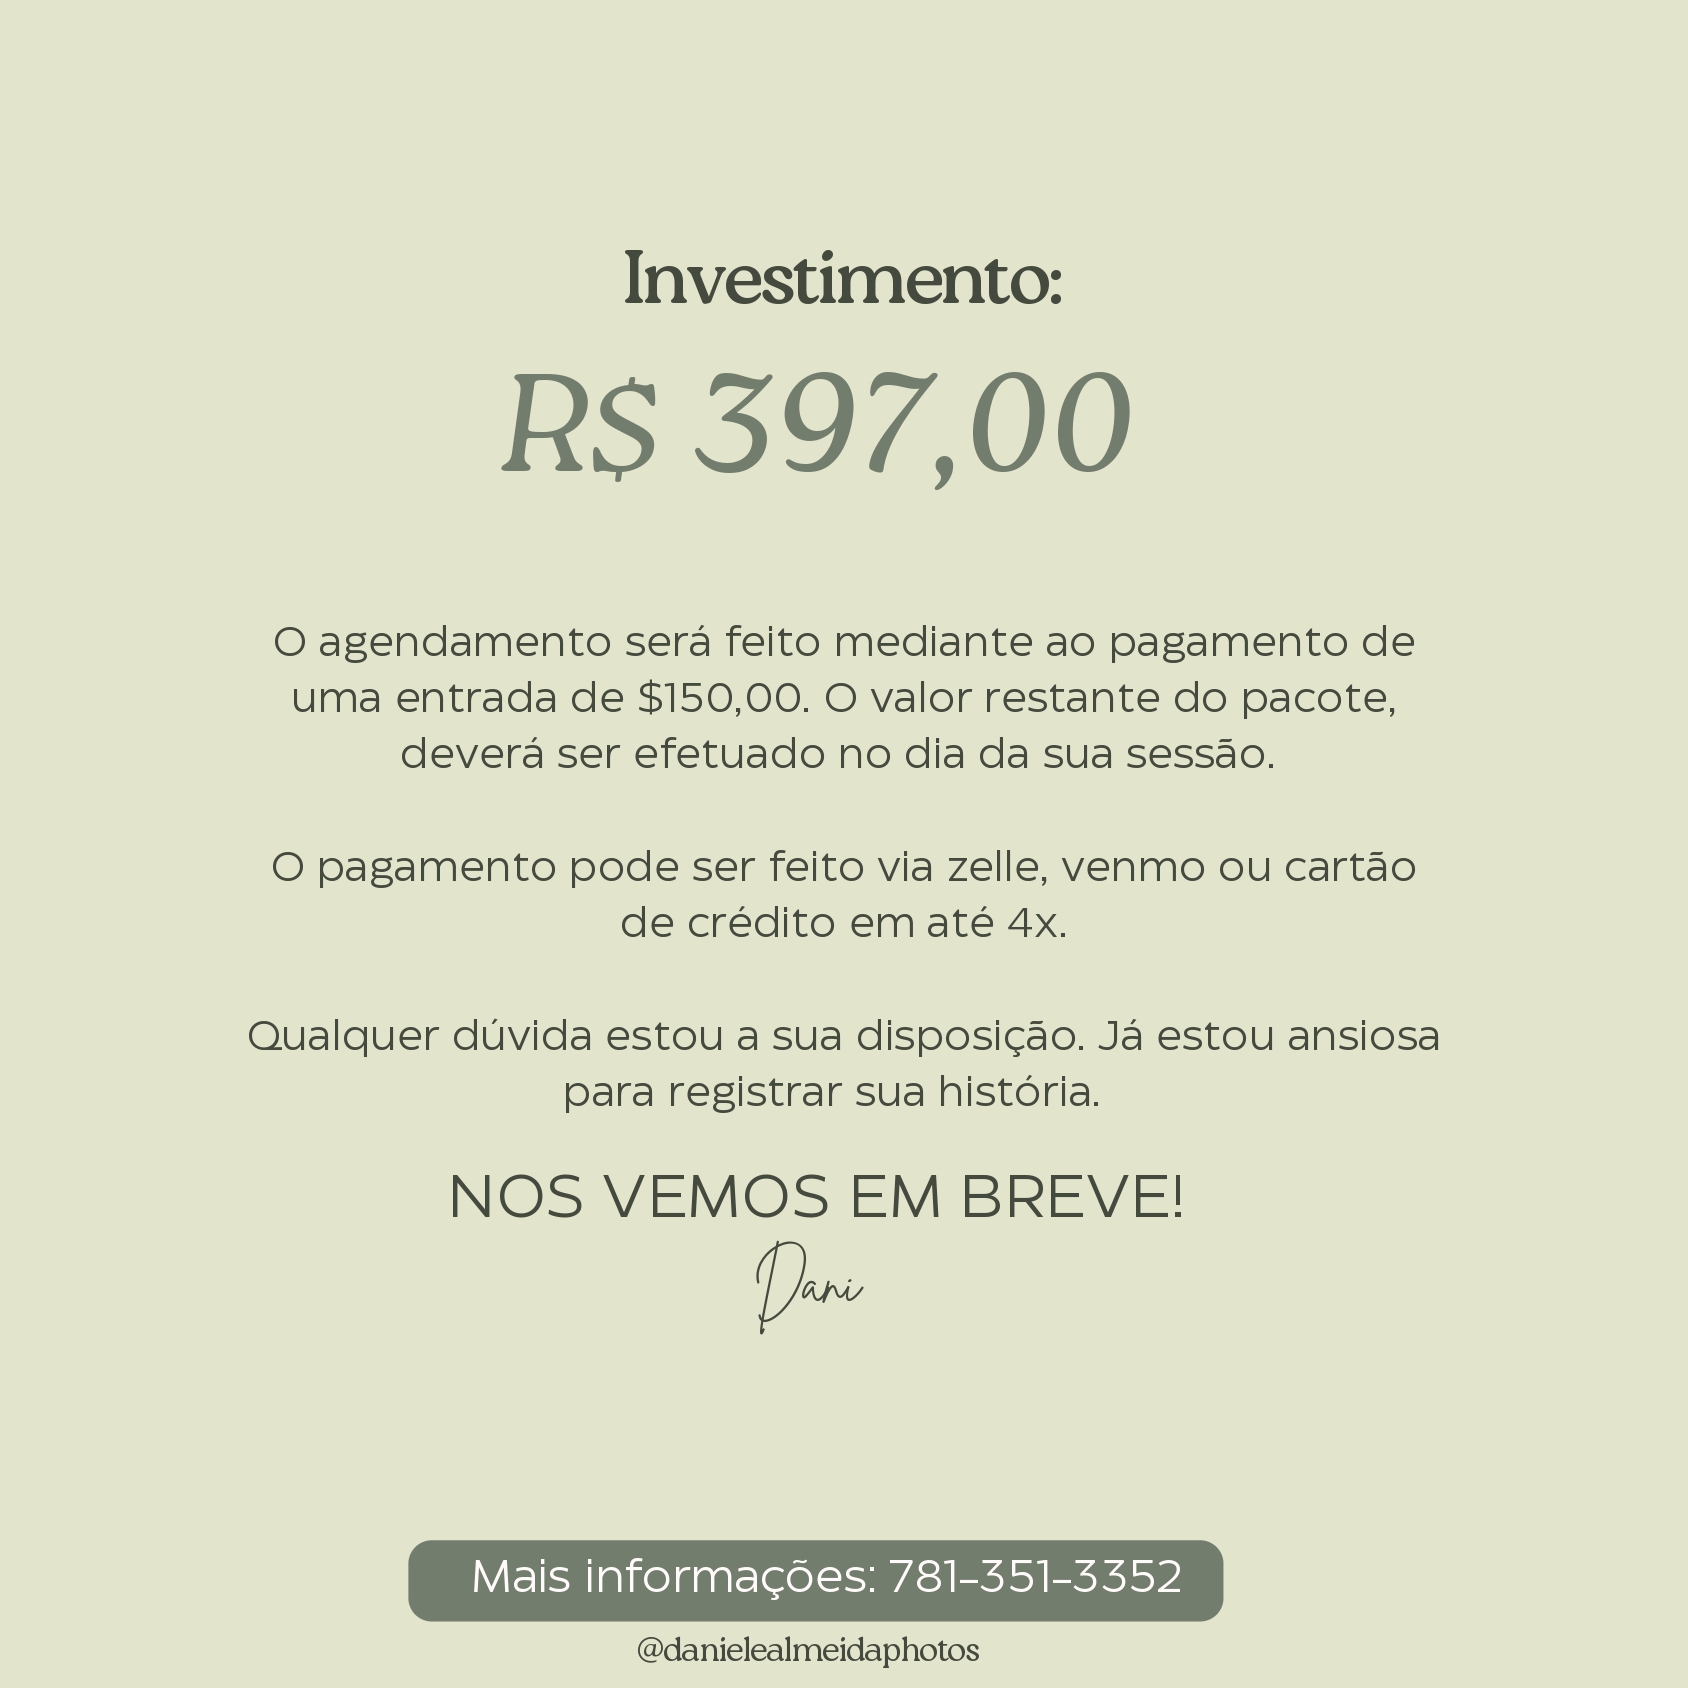 Investimento:
R$ 397,00
O agendamento será feito mediante ao pagamento de
uma entrada de $150,00. O valor restante do pacote,
deverá ser efetuado no dia da sua sessão.
O pagamento pode ser feito via zelle, venmo ou cartão
de crédito em até 4x.
Qualquer dúvida estou a sua disposição. Já estou ansiosa
para registrar sua história.
NOS VEMOS EM BREVE!
Dani
Mais informações: 781-351-3352
@danielealmeidaphotos